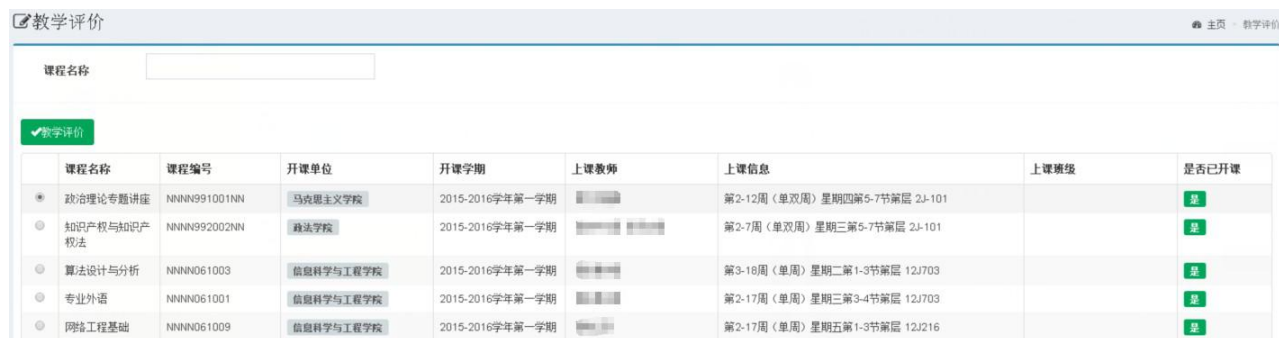 教学评价
主页 教学评价
课程名称
教学评价
课程名称 课程编号 开课单位 开课学期 上课教师 上课信息 上课班级 是否已开课
政治理论专题讲座 NNNN991001NN 马克思主义学院 2015-2016学年第一学期 第2-12周（单双周）星期四第5-7节第层 2J-101 是
知识产权与知识产 NNNN992002NN 政法学院 2015-2016学年第一学期 第2-7周（单双周）星期三第5-7节第层 2J-101 是
权法
算法设计与分析 NNNN061003 信息科学与工程学院 2015-2016学年第一学期 第3-18周（单周）星期二第1-3节第层 12J703 是
专业外语 NNNN061001 信息科学与工程学院 2015-2016学年第一学期 第2-17周（单周）星期三第3-4节第层 12J703 是
网络工程基础 NNNN061009 信息科学与工程学院 2015-2016学年第一学期 第2-17周（单周）星期五第1-3节第层 12J216 是